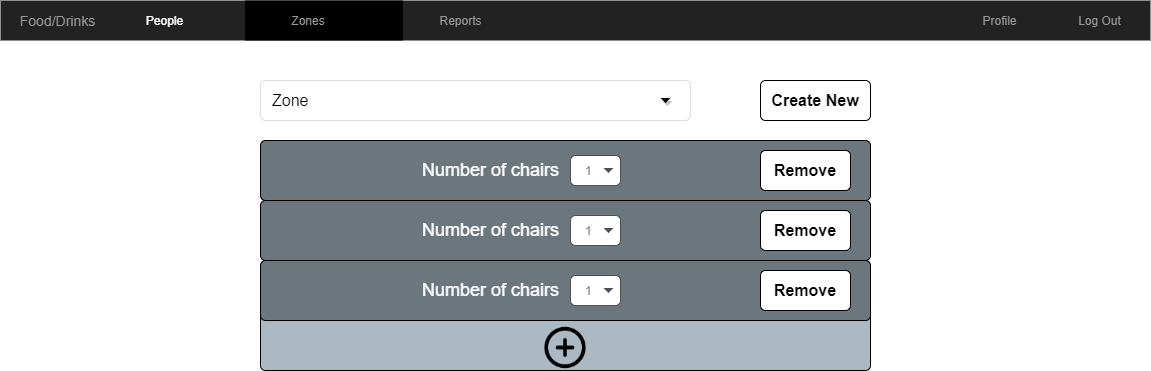 Food/Drinks People Zones Reports Profile Log Out
Zone Create New
Number of chairs 1 Remove
Number of chairs 1 Remove
Number of chairs 1 Remove